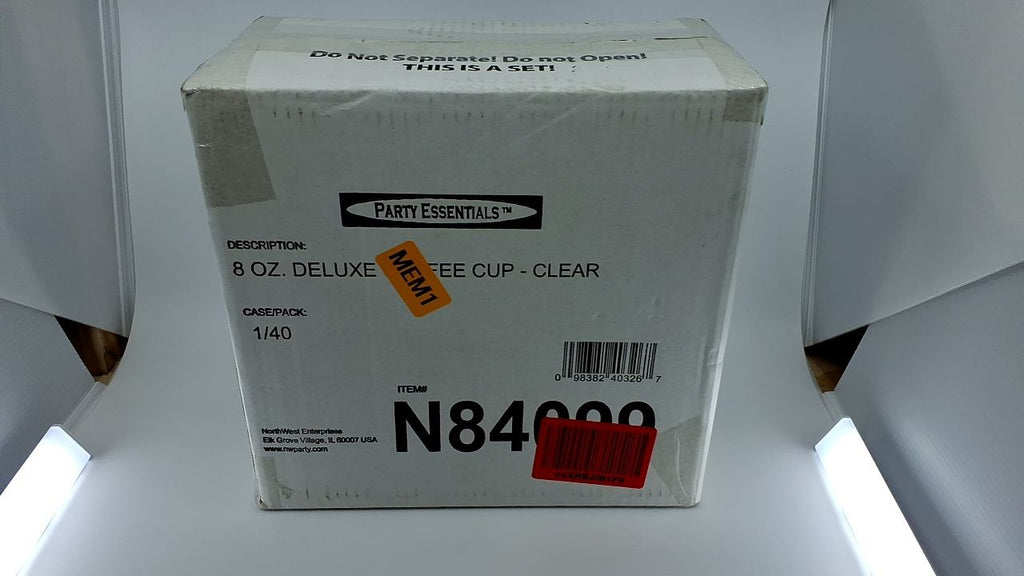 Do Not Separate! Do not Open!
THIS IS A SET!
PARTY ESSENTIALS™
DESCRIPTION:
8 OZ. DELUXE FEE CUP - CLEAR
MEM1
CASE/PACK:
1/40
0 98382 40326 7
ITEM#
N84099
NorthWest Enterprises
Elk Grove Village, IL 60007 USA
www.nwparty.com